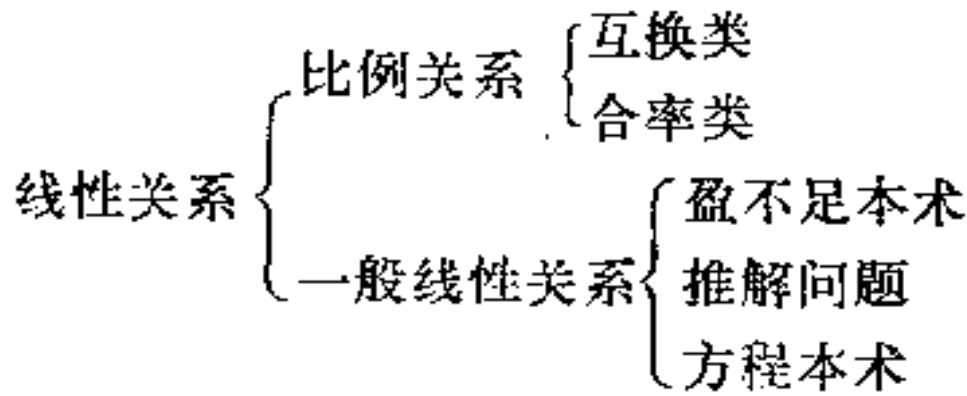 线性关系
比例关系
互换类
合率类
一般线性关系
盈不足本术
推解问题
方程本术